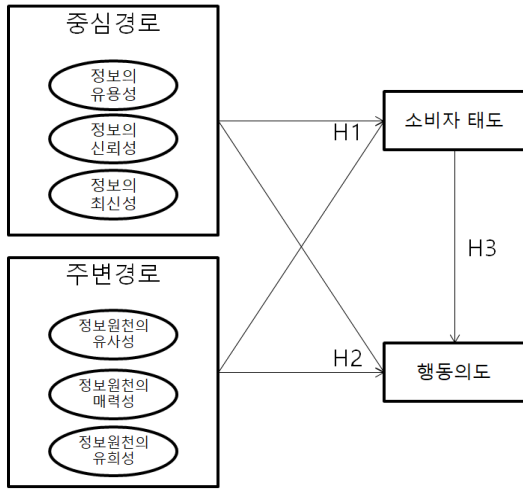 중심경로
정보의
유용성
정보의
신뢰성
정보의
최신성
소비자 태도
H1
H3
주변경로
정보원천의
유사성
정보원천의
매력성
정보원천의
유희성
H2
행동의도